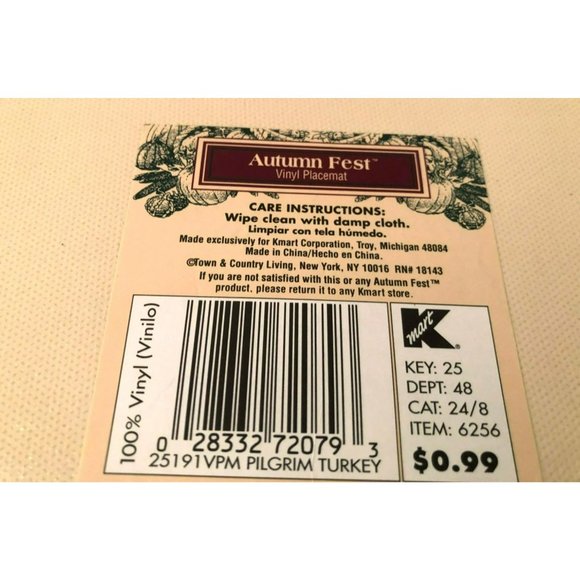 Autumn Fest™
Vinyl Placemat
CARE INSTRUCTIONS:
Wipe clean with damp cloth.
Limpiar con tela húmedo.
Made exclusively for Kmart Corporation, Troy, Michigan 48084
Made in China/Hecho en China.
©Town & Country Living, New York, NY 10016 RN# 18143
If you are not satisfied with this or any Autumn Fest™
product, please return it to any Kmart store.
100% Vinyl (Vinilo)
0 28332 72079 3
25191VPM PILGRIM TURKEY
K mart®
KEY: 25
DEPT: 48
CAT: 24/8
ITEM: 6256
$0.99